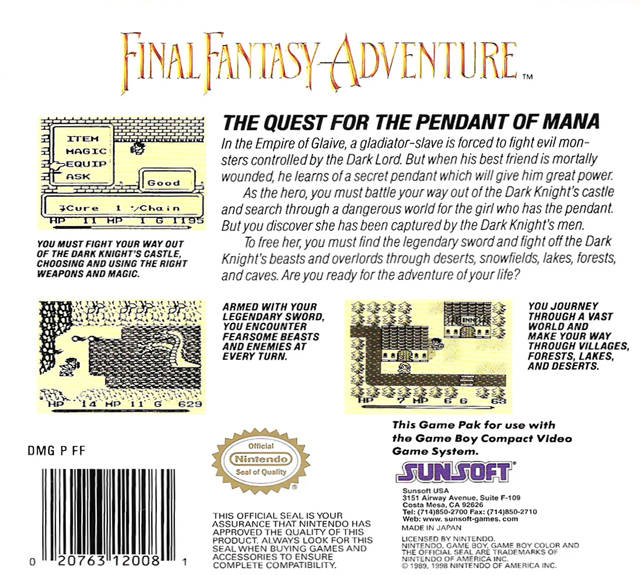 FINAL FANTASY ADVENTURE ™
THE QUEST FOR THE PENDANT OF MANA
In the Empire of Glaive, a gladiator-slave is forced to fight evil mon-
sters controlled by the Dark Lord. But when his best friend is mortally
wounded, he learns of a secret pendant which will give him great power.
As the hero, you must battle your way out of the Dark Knight's castle
and search through a dangerous world for the girl who has the pendant.
But you discover she has been captured by the Dark Knight's men.
To free her, you must find the legendary sword and fight off the Dark
Knight's beasts and overlords through deserts, snowfields, lakes, forests,
and caves. Are you ready for the adventure of your life?
ITEM
MAGIC
EQUIP
ASK
Good
Cure 1 Chain
HP 11 MP 1 G 1195
YOU MUST FIGHT YOUR WAY OUT
OF THE DARK KNIGHT'S CASTLE,
CHOOSING AND USING THE RIGHT
WEAPONS AND MAGIC.
HP 14 MP 11 G 629
ARMED WITH YOUR
LEGENDARY SWORD,
YOU ENCOUNTER
FEARSOME BEASTS
AND ENEMIES AT
EVERY TURN.
INN
HP 7 MP 6 G 63
YOU JOURNEY
THROUGH A VAST
WORLD AND
MAKE YOUR WAY
THROUGH VILLAGES,
FORESTS, LAKES,
AND DESERTS.
DMG P FF
0 20763 12008 1
Official
Nintendo
Seal of Quality
®
THIS OFFICIAL SEAL IS YOUR
ASSURANCE THAT NINTENDO HAS
APPROVED THE QUALITY OF THIS
PRODUCT. ALWAYS LOOK FOR THIS
SEAL WHEN BUYING GAMES AND
ACCESSORIES TO ENSURE
COMPLETE COMPATIBILITY.
This Game Pak for use with
the Game Boy Compact Video
Game System.
SUNSOFT®
Sunsoft USA
3151 Airway Avenue, Suite F-109
Costa Mesa, CA 92626
Tel: (714)850-2700 Fax: (714)850-2710
Web: www. sunsoft-games. com
MADE IN JAPAN
LICENSED BY NINTENDO.
NINTENDO, GAME BOY, GAME BOY COLOR AND
THE OFFICIAL SEAL ARE TRADEMARKS OF
NINTENDO OF AMERICA INC.
© 1989, 1998 NINTENDO OF AMERICA INC.